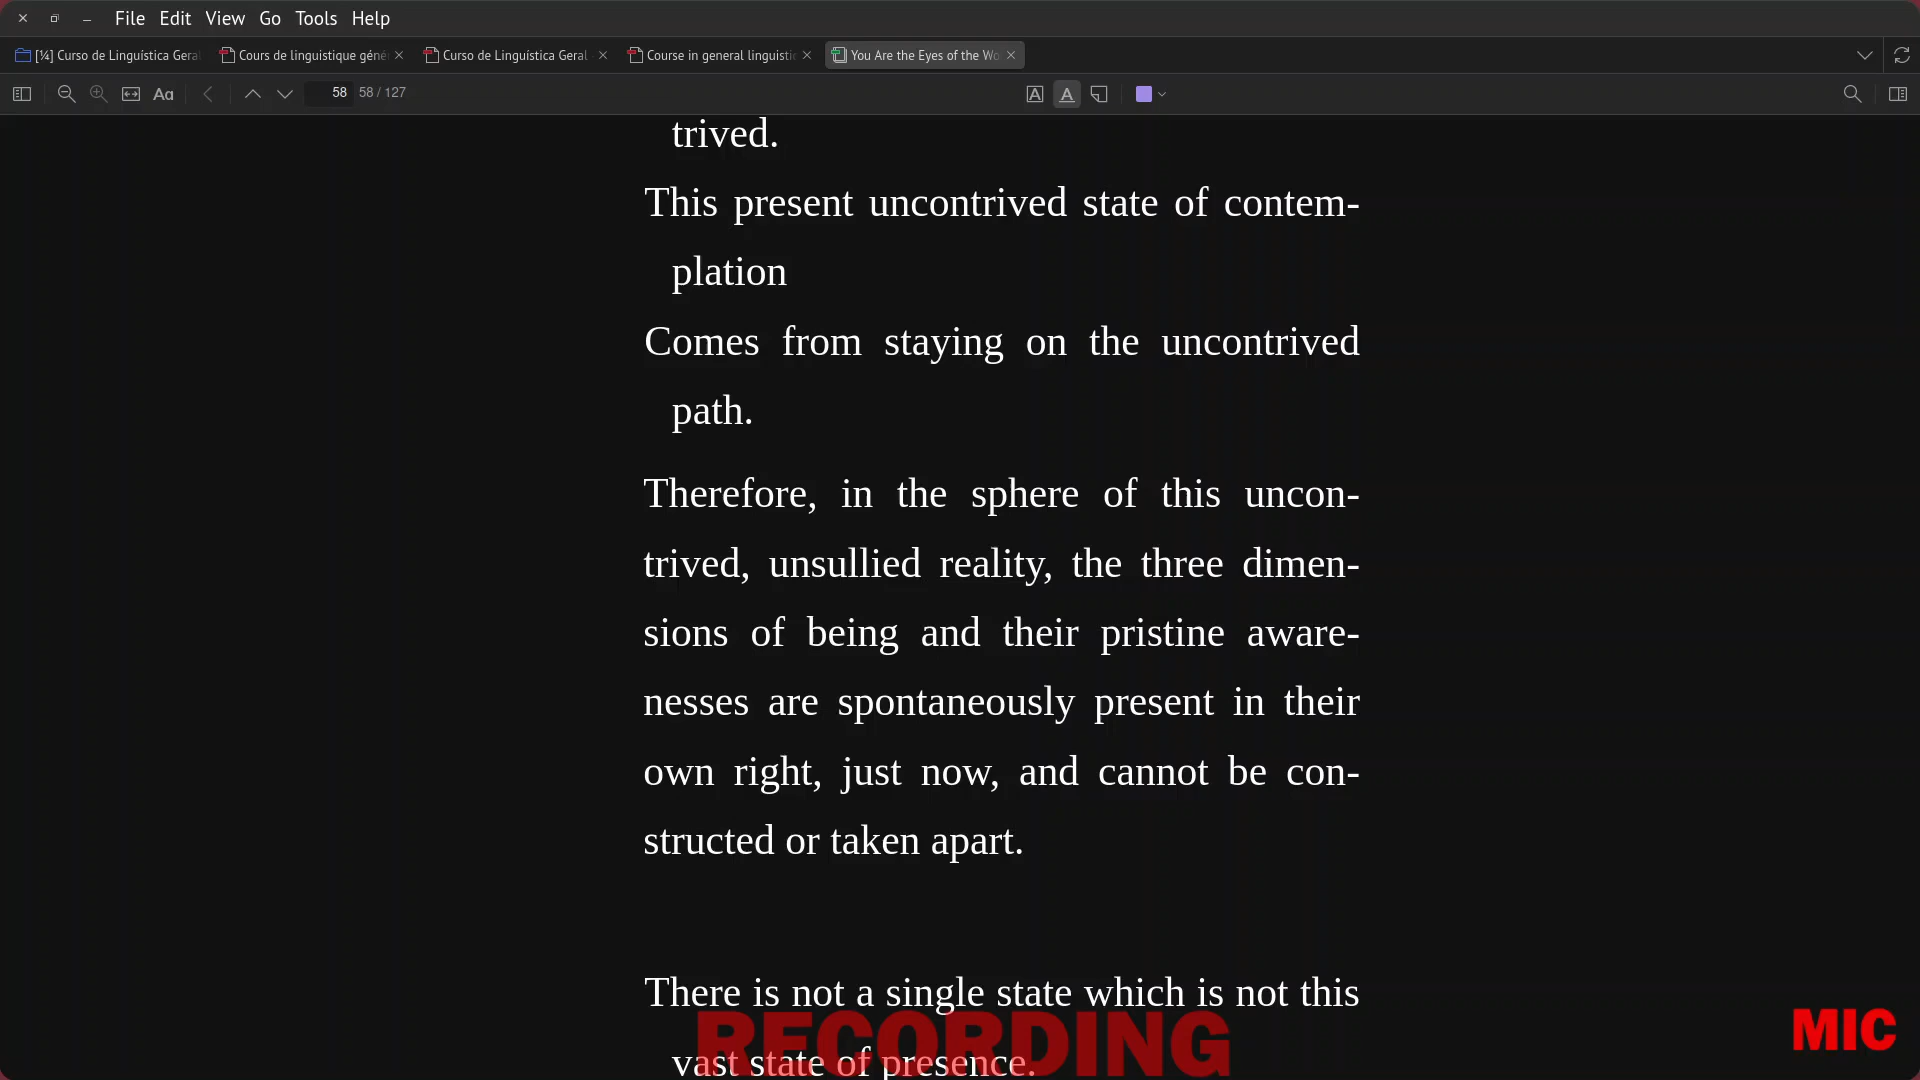 File Edit View Go Tools Help
[¼] Curso de Linguística Geral
Cours de linguistique géné
Curso de Linguística Geral
Course in general linguistic
You Are the Eyes of the Wo
Aa
58
58 / 127
trived.
This present uncontrived state of contem-
plation
Comes from staying on the uncontrived
path.
Therefore, in the sphere of this uncon-
trived, unsullied reality, the three dimen-
sions of being and their pristine aware-
nesses are spontaneously present in their
own right, just now, and cannot be con-
structed or taken apart.
There is not a single state which is not this
vast state of presence.
RECORDING
MIC